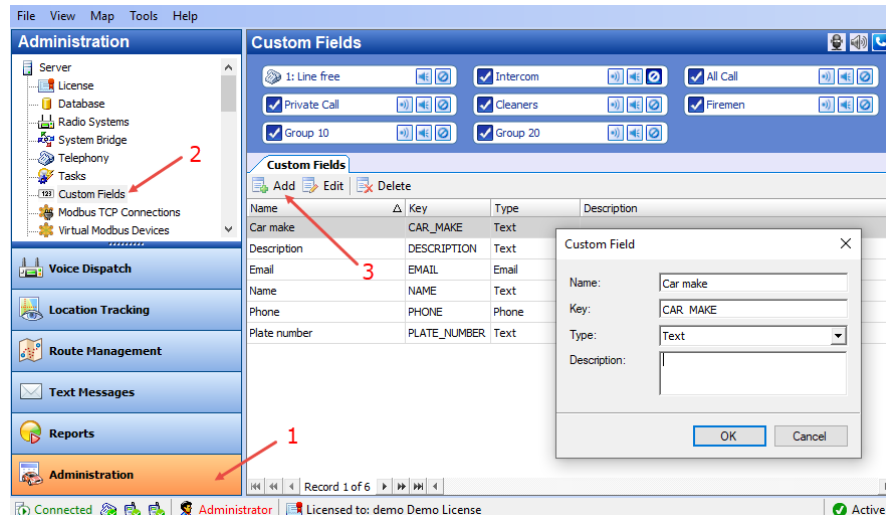 File View Map Tools Help
Administration
Custom Fields
Server
License
Database
Radio Systems
System Bridge
Telephony
Tasks
Custom Fields
Modbus TCP Connections
Virtual Modbus Devices
2
1: Line free
Intercom
All Call
Private Call
Cleaners
Firemen
Group 10
Group 20
Custom Fields
Add Edit Delete
Name Key Type Description
Car make CAR_MAKE Text
Description DESCRIPTION Text
Email EMAIL Email
Name NAME Text
Phone PHONE Phone
Plate number PLATE_NUMBER Text
3
Custom Field
Name: Car make
Key: CAR MAKE
Type: Text
Description:
OK Cancel
Voice Dispatch
Location Tracking
Route Management
Text Messages
Reports
Administration
1
Record 1 of 6
Connected Administrator Licensed to: demo Demo License Active